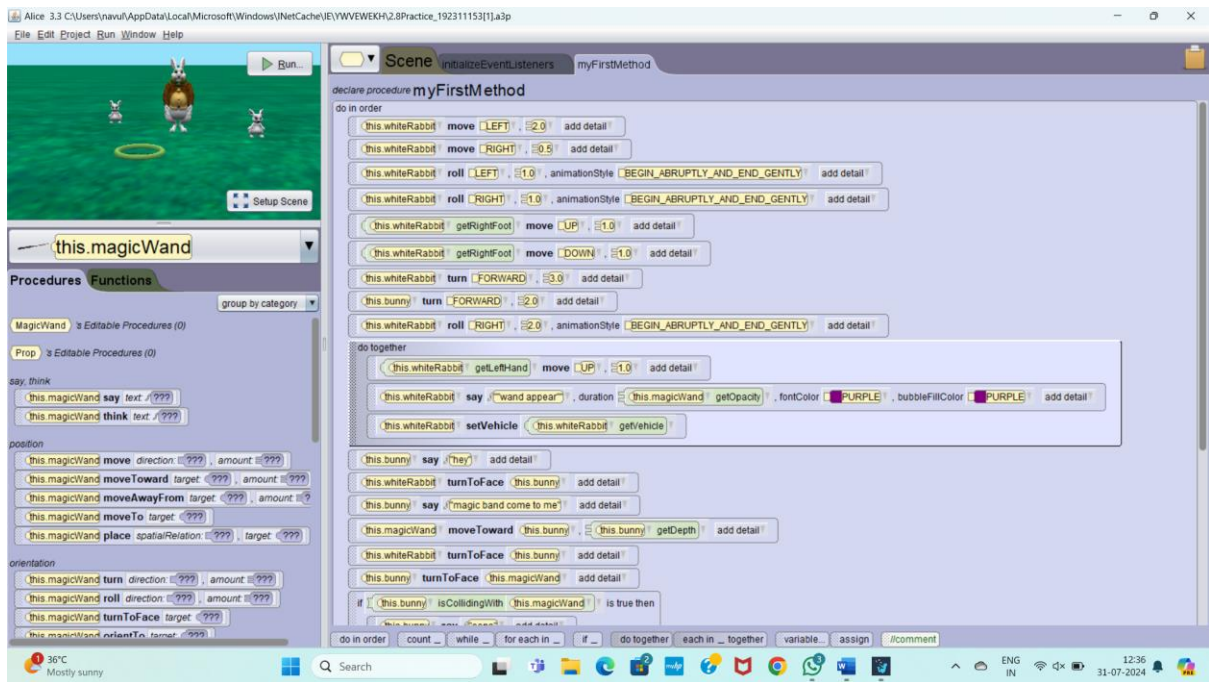 Alice 3.3 C:\Users\navul\AppData\Local\Microsoft\Windows\INetCache\IE\YWVEWEKH\2.8Practice_192311153[1].a3p
File Edit Project Run Window Help
Run...
Setup Scene
this.magicWand
Procedures Functions
group by category
MagicWand 's Editable Procedures (0)
Prop 's Editable Procedures (0)
say, think
this.magicWand say text: ???
this.magicWand think text: ???
position
this.magicWand move direction: ??? , amount: ???
this.magicWand moveToward target: ??? , amount: ???
this.magicWand moveAwayFrom target: ??? , amount: ?
this.magicWand moveTo target: ???
this.magicWand place spatialRelation: ??? , target: ???
orientation
this.magicWand turn direction: ??? , amount: ???
this.magicWand roll direction: ??? , amount: ???
this.magicWand turnToFace target: ???
this.magicWand orientTo target: ???
Scene initializeEventListeners myFirstMethod
declare procedure myFirstMethod
do in order
this.whiteRabbit move LEFT , 2.0 add detail
this.whiteRabbit move RIGHT , 0.5 add detail
this.whiteRabbit roll LEFT , 1.0 , animationStyle BEGIN_ABRUPTLY_AND_END_GENTLY add detail
this.whiteRabbit roll RIGHT , 1.0 , animationStyle BEGIN_ABRUPTLY_AND_END_GENTLY add detail
this.whiteRabbit getRightFoot move UP , 1.0 add detail
this.whiteRabbit getRightFoot move DOWN , 1.0 add detail
this.whiteRabbit turn FORWARD , 3.0 add detail
this.bunny turn FORWARD , 2.0 add detail
this.whiteRabbit roll RIGHT , 2.0 , animationStyle BEGIN_ABRUPTLY_AND_END_GENTLY add detail
do together
this.whiteRabbit getLeftHand move UP , 1.0 add detail
this.whiteRabbit say "wand appear" , duration this.magicWand getOpacity , fontColor PURPLE , bubbleFillColor PURPLE add detail
this.whiteRabbit setVehicle this.whiteRabbit getVehicle
this.bunny say "hey" add detail
this.whiteRabbit turnToFace this.bunny add detail
this.bunny say "magic band come to me" add detail
this.magicWand moveToward this.bunny , this.bunny getDepth add detail
this.whiteRabbit turnToFace this.bunny add detail
this.bunny turnToFace this.magicWand add detail
if this.bunny isCollidingWith this.magicWand is true then
do in order count _ while _ for each in _ if _ do together each in _ together variable... assign //comment
36°C
Mostly sunny
Search
ENG
IN
12:36
31-07-2024